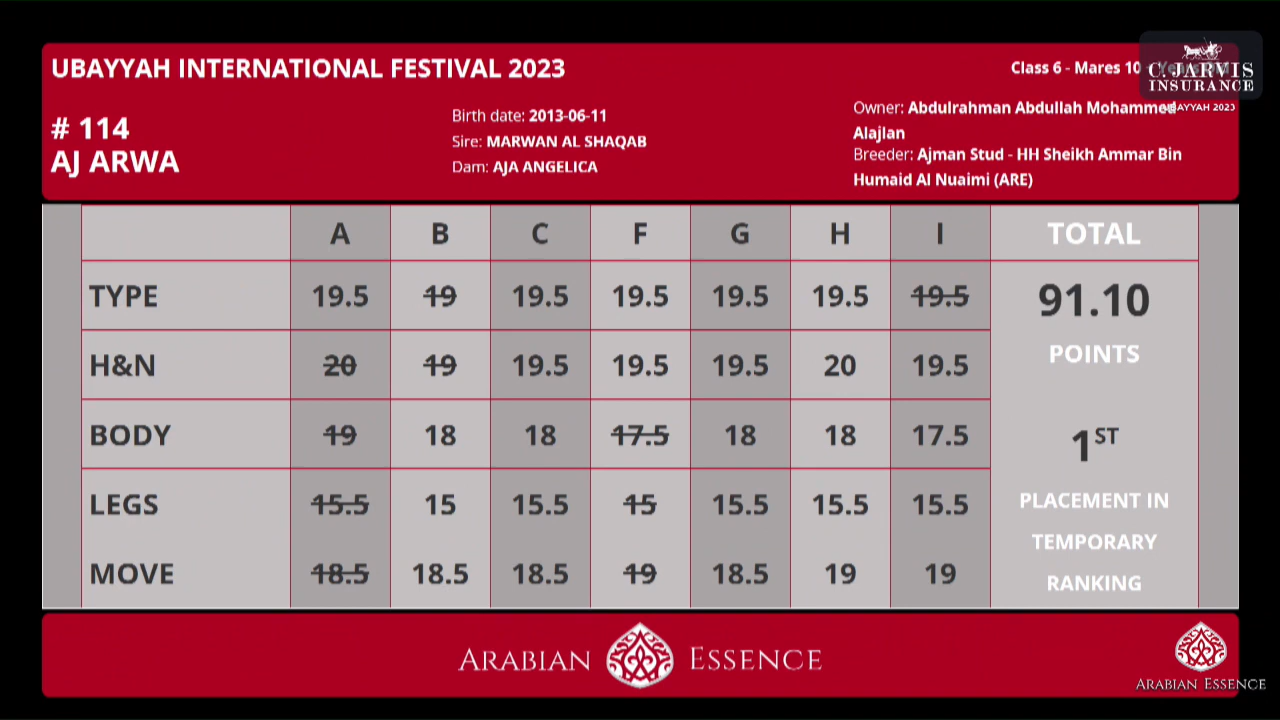 UBAYYAH INTERNATIONAL FESTIVAL 2023
Class 6 - Mares 10 -
C.JARVIS
INSURANCE
UBAYYAH 2023
# 114
AJ ARWA
Birth date: 2013-06-11
Sire: MARWAN AL SHAQAB
Dam: AJA ANGELICA
Owner: Abdulrahman Abdullah Mohammed
Alajlan
Breeder: Ajman Stud - HH Sheikh Ammar Bin
Humaid Al Nuaimi (ARE)
A B C F G H I TOTAL
TYPE 19.5 19 19.5 19.5 19.5 19.5 19.5
91.10
POINTS
H&N 20 19 19.5 19.5 19.5 20 19.5
BODY 19 18 18 17.5 18 18 17.5
1ST
LEGS 15.5 15 15.5 15 15.5 15.5 15.5
PLACEMENT IN
TEMPORARY
RANKING
MOVE 18.5 18.5 18.5 19 18.5 19 19
ARABIAN ESSENCE
ARABIAN ESSENCE